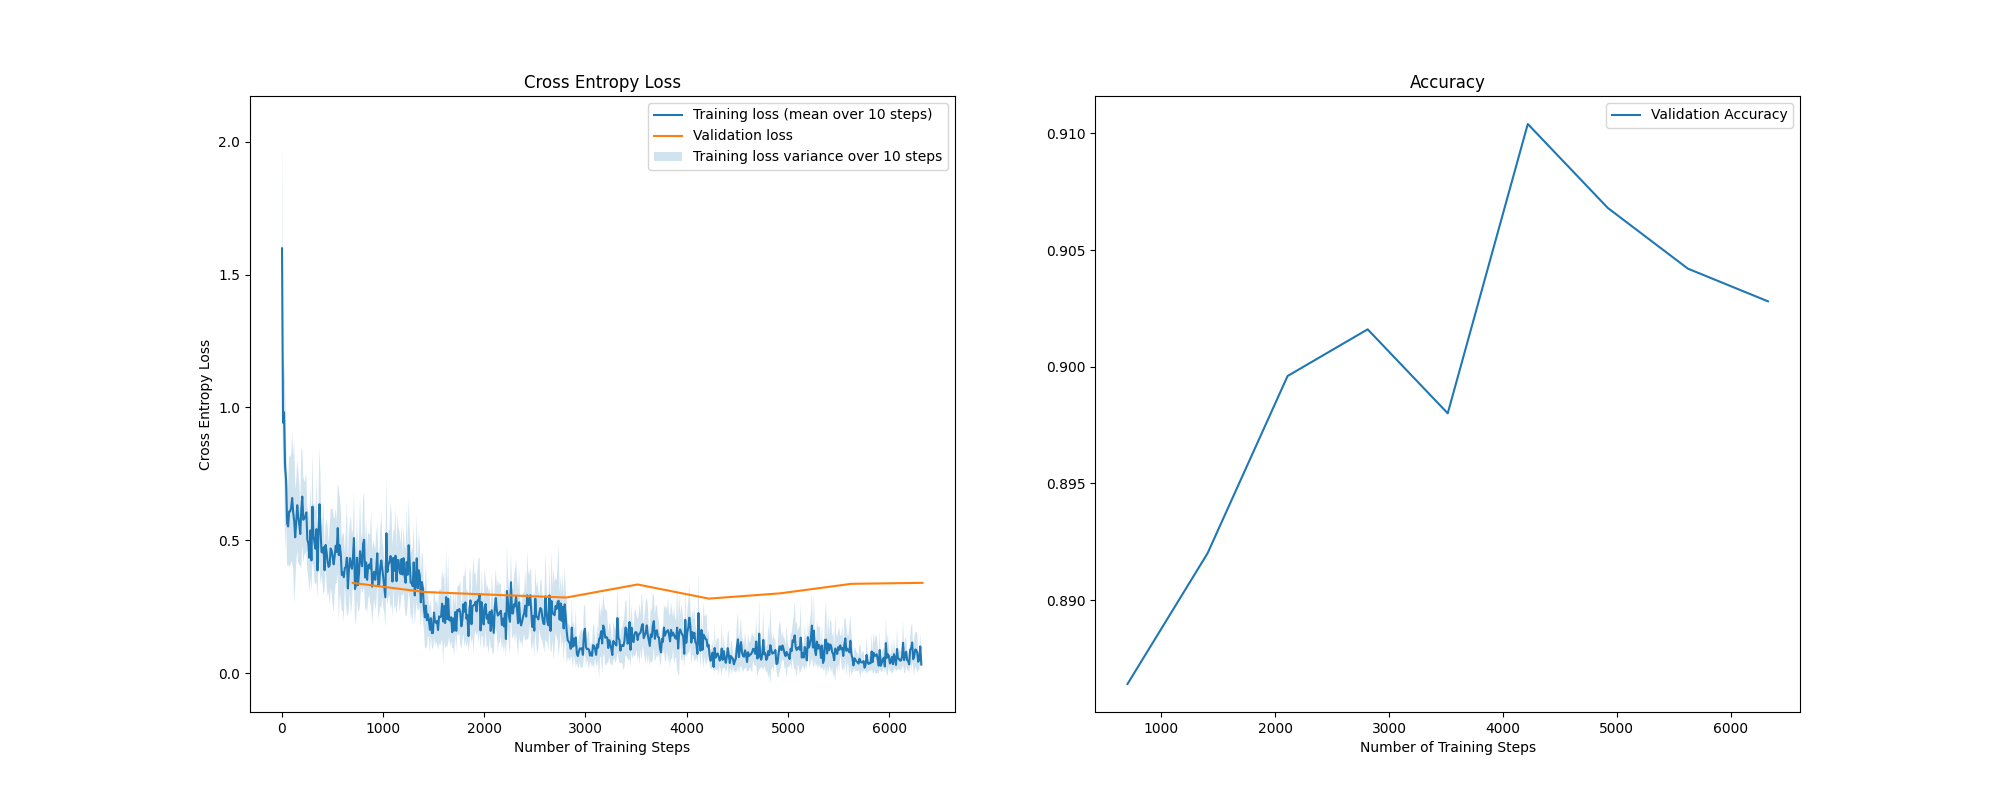 Cross Entropy Loss
Training loss (mean over 10 steps)
Validation loss
Training loss variance over 10 steps
2.0
1.5
1.0
0.5
0.0
Cross Entropy Loss
0 1000 2000 3000 4000 5000 6000
Number of Training Steps
Accuracy
Validation Accuracy
0.910
0.905
0.900
0.895
0.890
1000 2000 3000 4000 5000 6000
Number of Training Steps